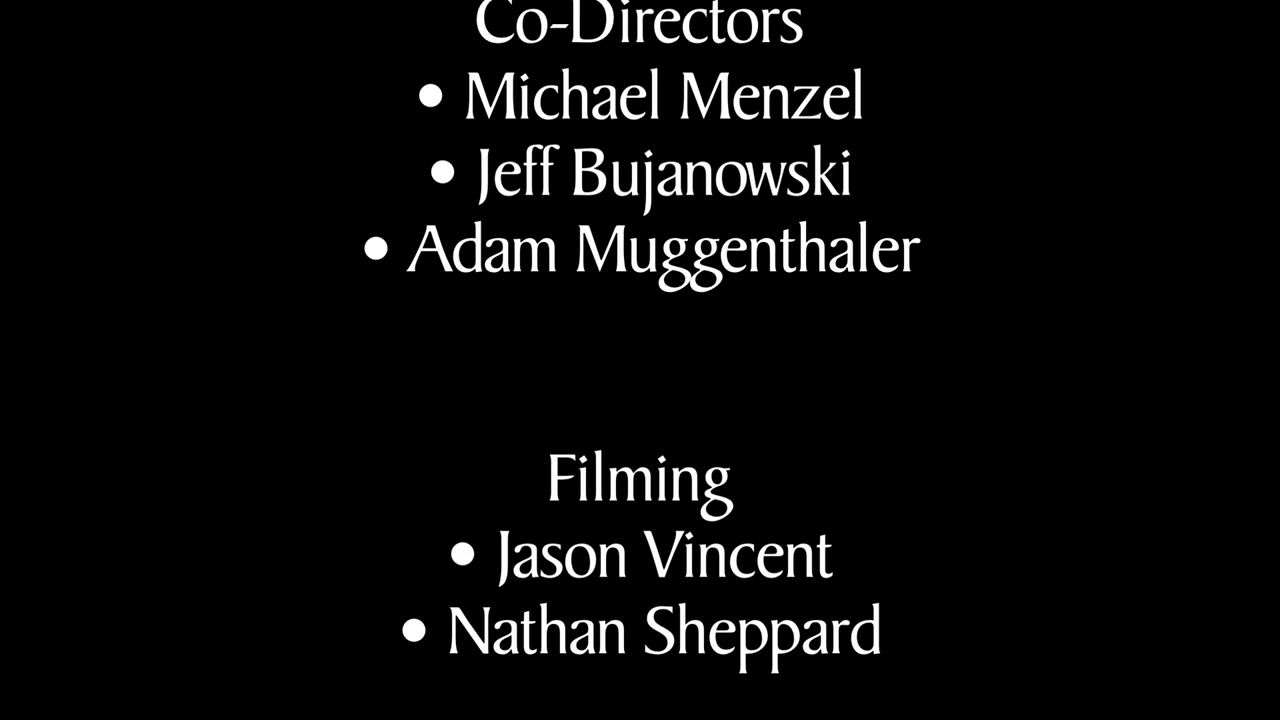 Co-Directors
• Michael Menzel
• Jeff Bujanowski
• Adam Muggenthaler
Filming
• Jason Vincent
• Nathan Sheppard